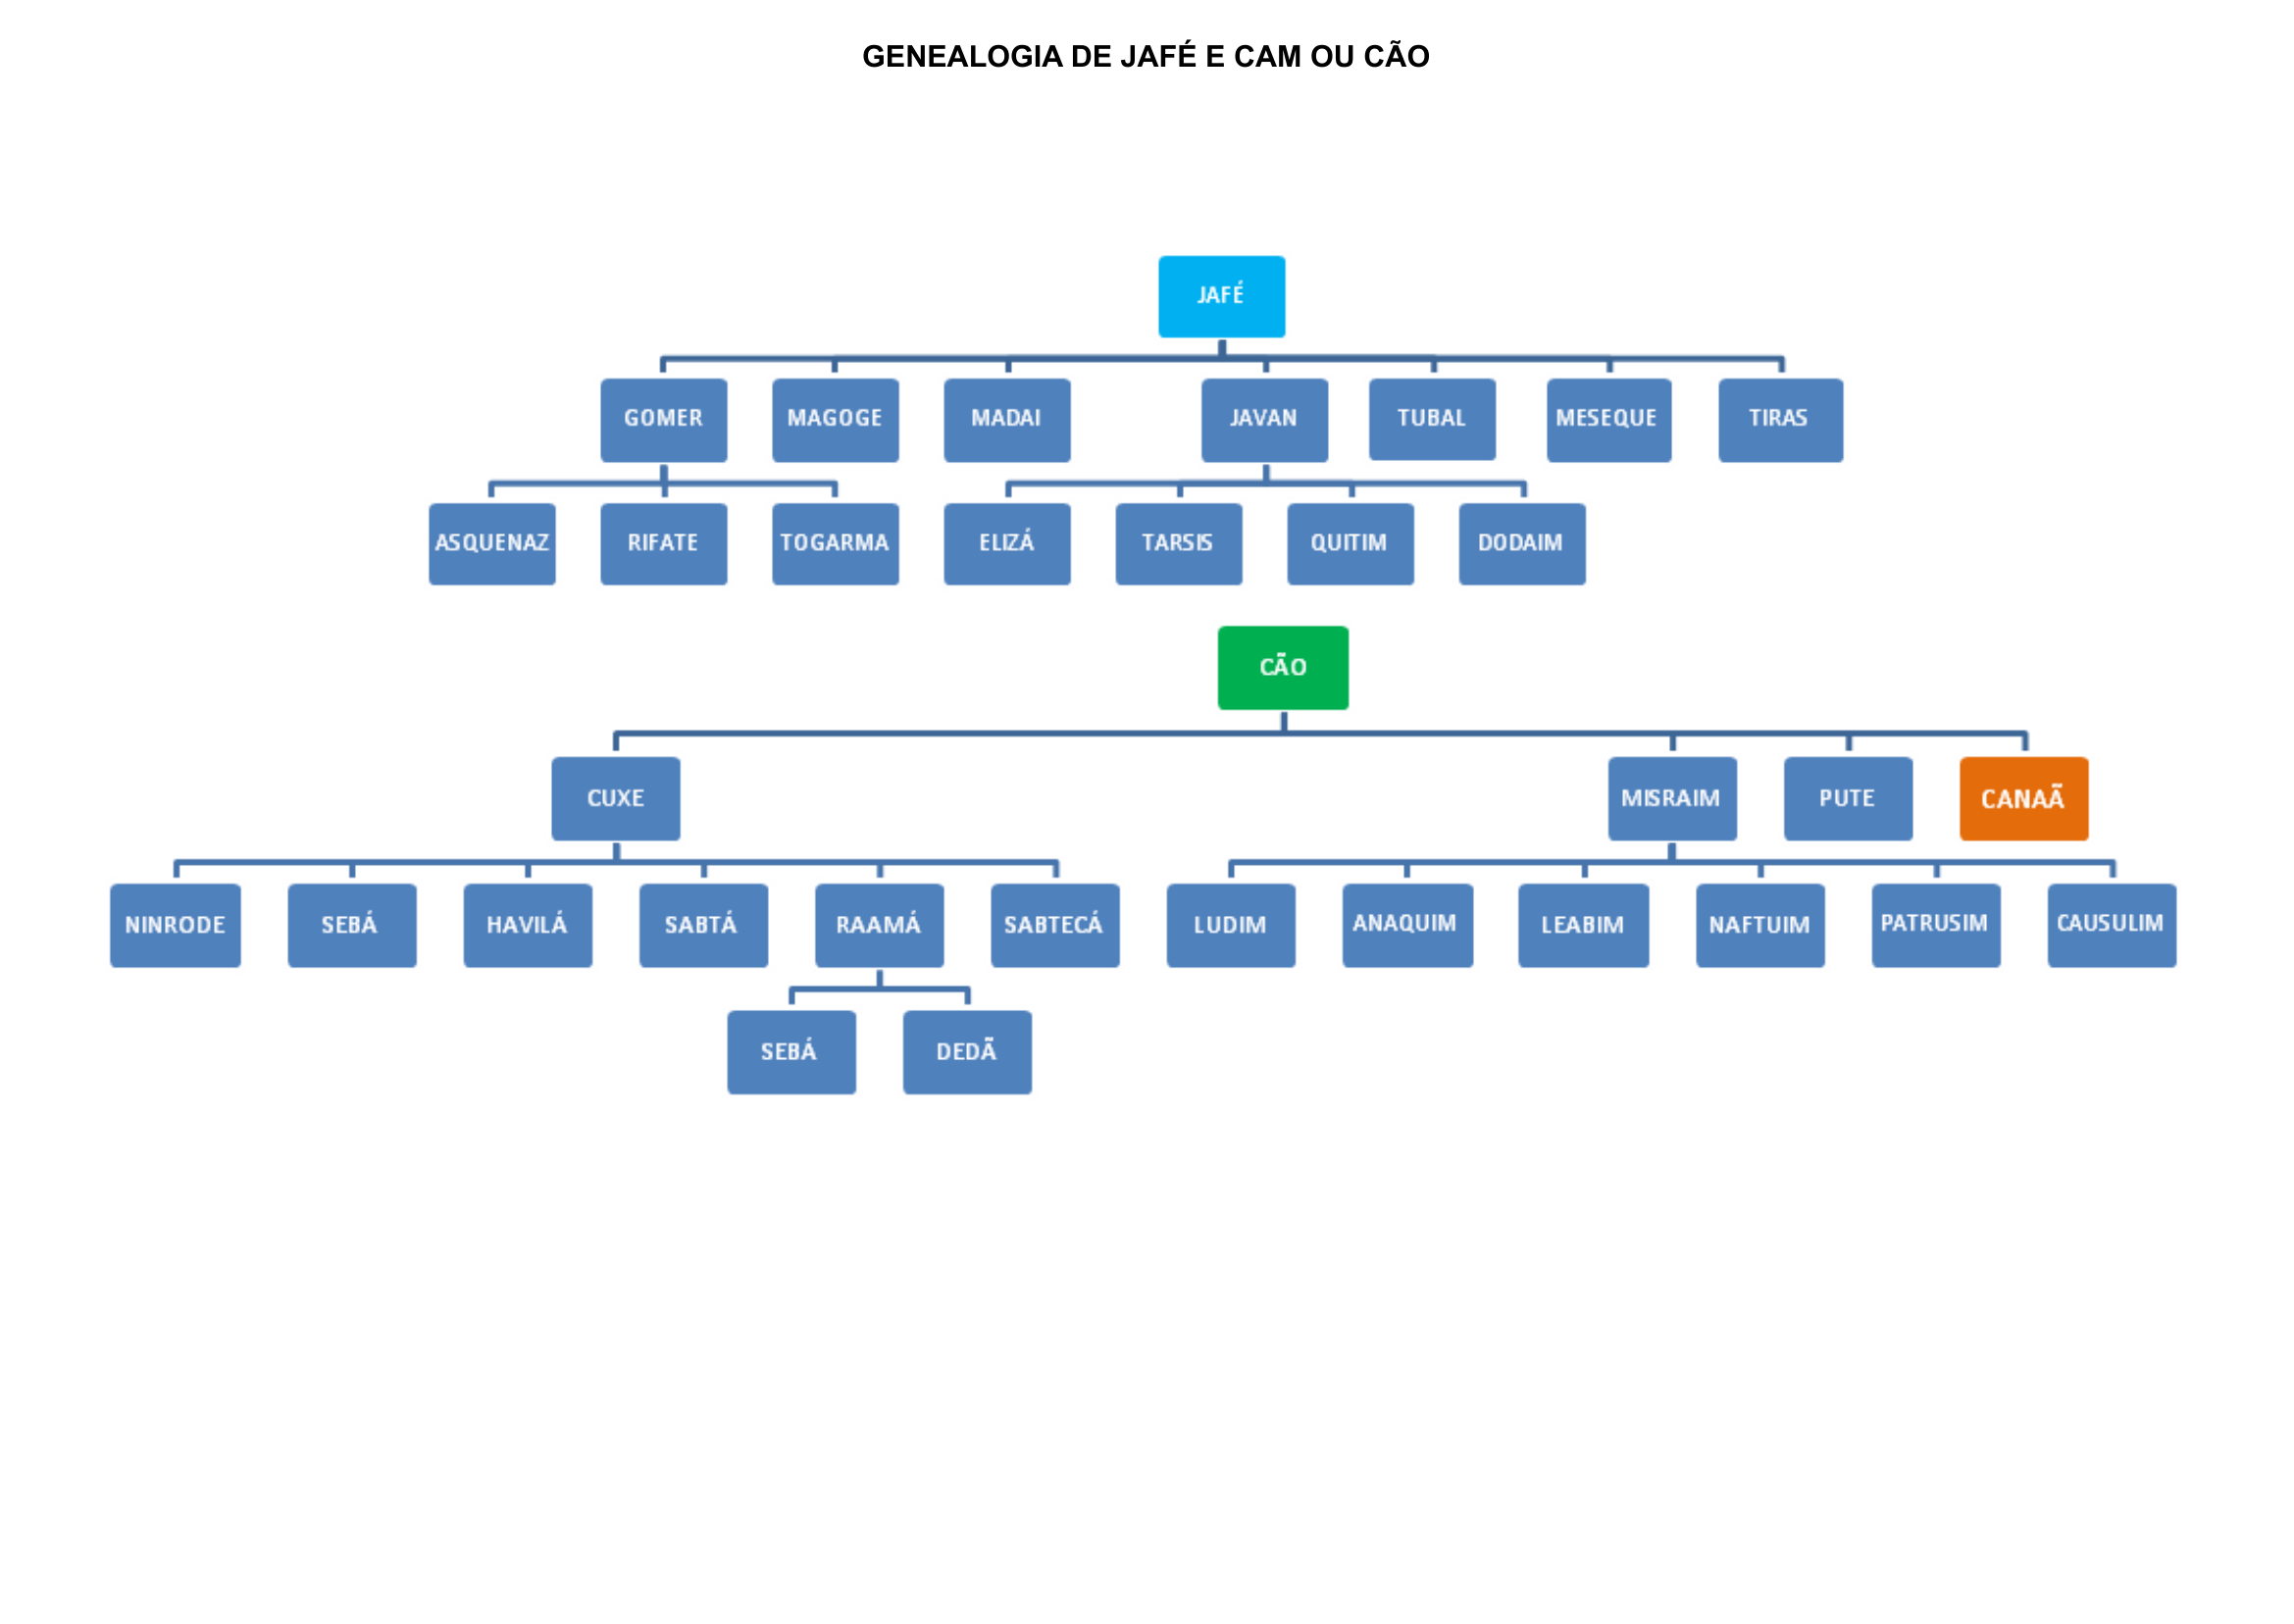 GENEALOGIA DE JAFÉ E CAM OU CÃO
JAFÉ
GOMER MAGOGE MADAI JAVAN TUBAL MESEQUE TIRAS
ASQUENAZ RIFATE TOGARMA ELIZÁ TARSIS QUITIM DODAIM
CÃO
CUXE MISRAIM PUTE CANAÃ
NINRODE SEBÁ HAVILÁ SABTÁ RAAMÁ SABTECÁ LUDIM ANAQUIM LEABIM NAFTUIM PATRUSIM CAUSULIM
SEBÁ DEDÃ